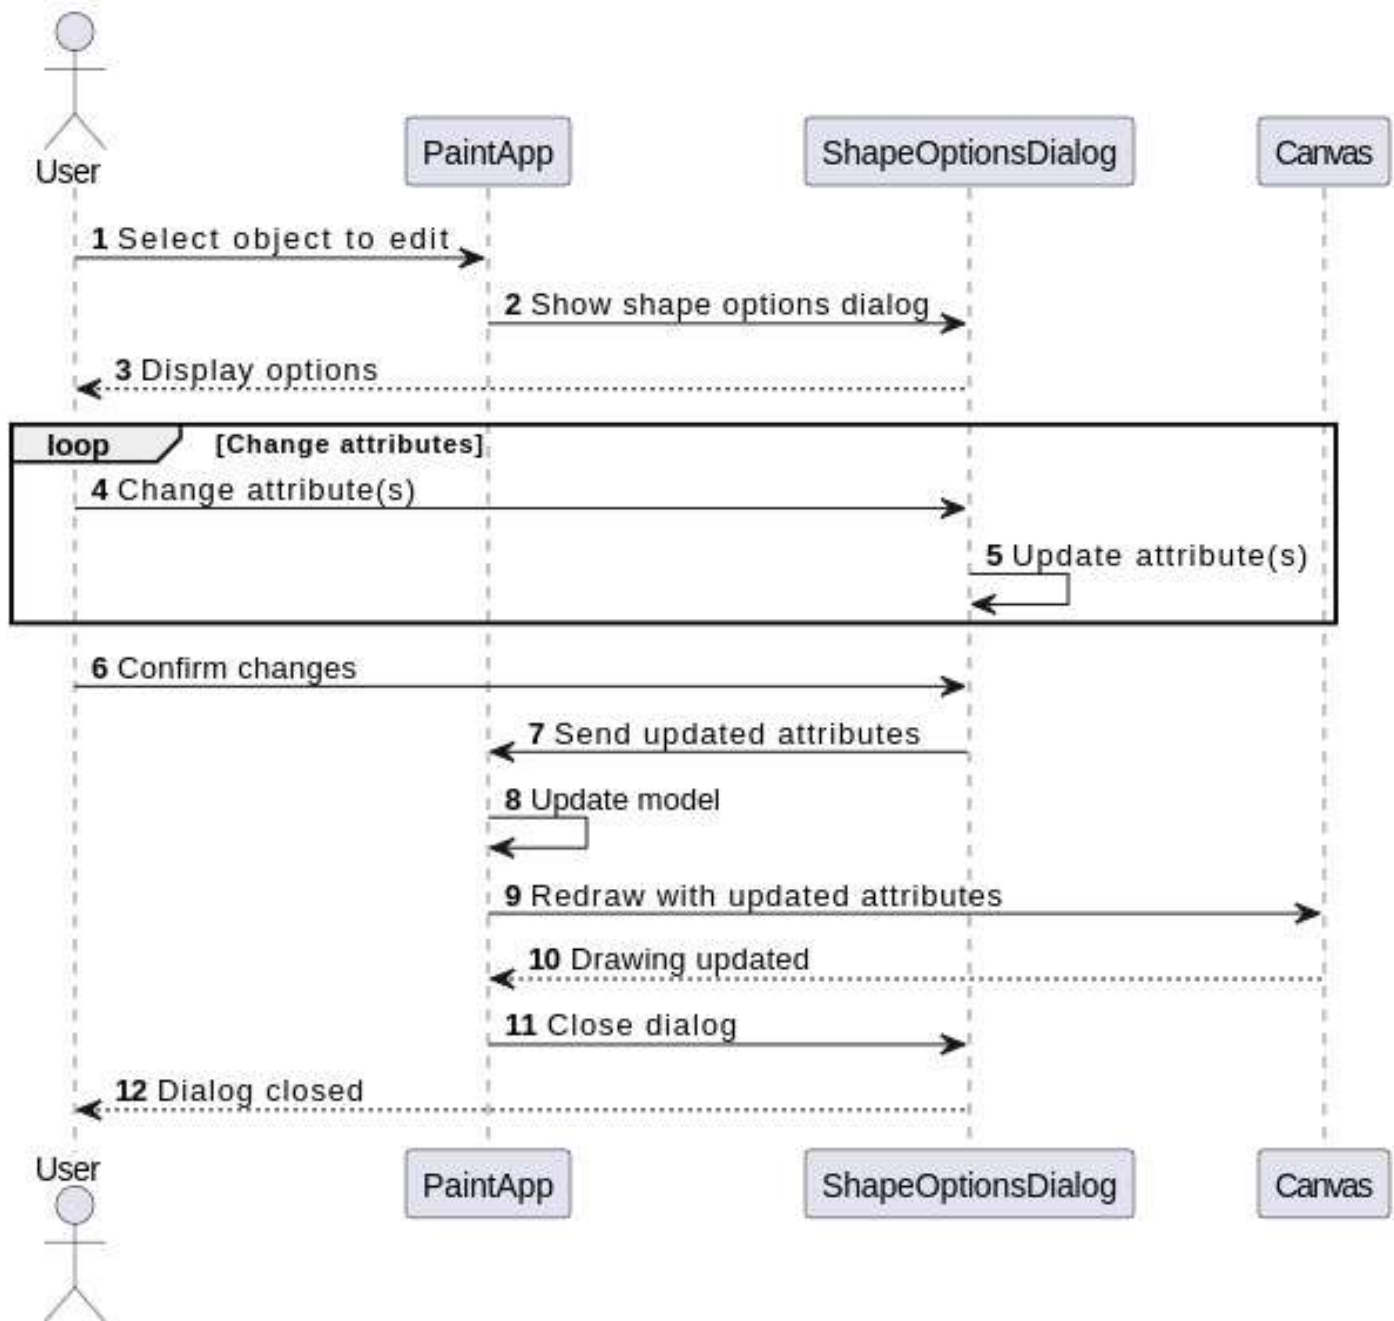 User
PaintApp
ShapeOptionsDialog
Canvas
1 Select object to edit
2 Show shape options dialog
3 Display options
loop [Change attributes]
4 Change attribute(s)
5 Update attribute(s)
6 Confirm changes
7 Send updated attributes
8 Update model
9 Redraw with updated attributes
10 Drawing updated
11 Close dialog
12 Dialog closed
User
PaintApp
ShapeOptionsDialog
Canvas